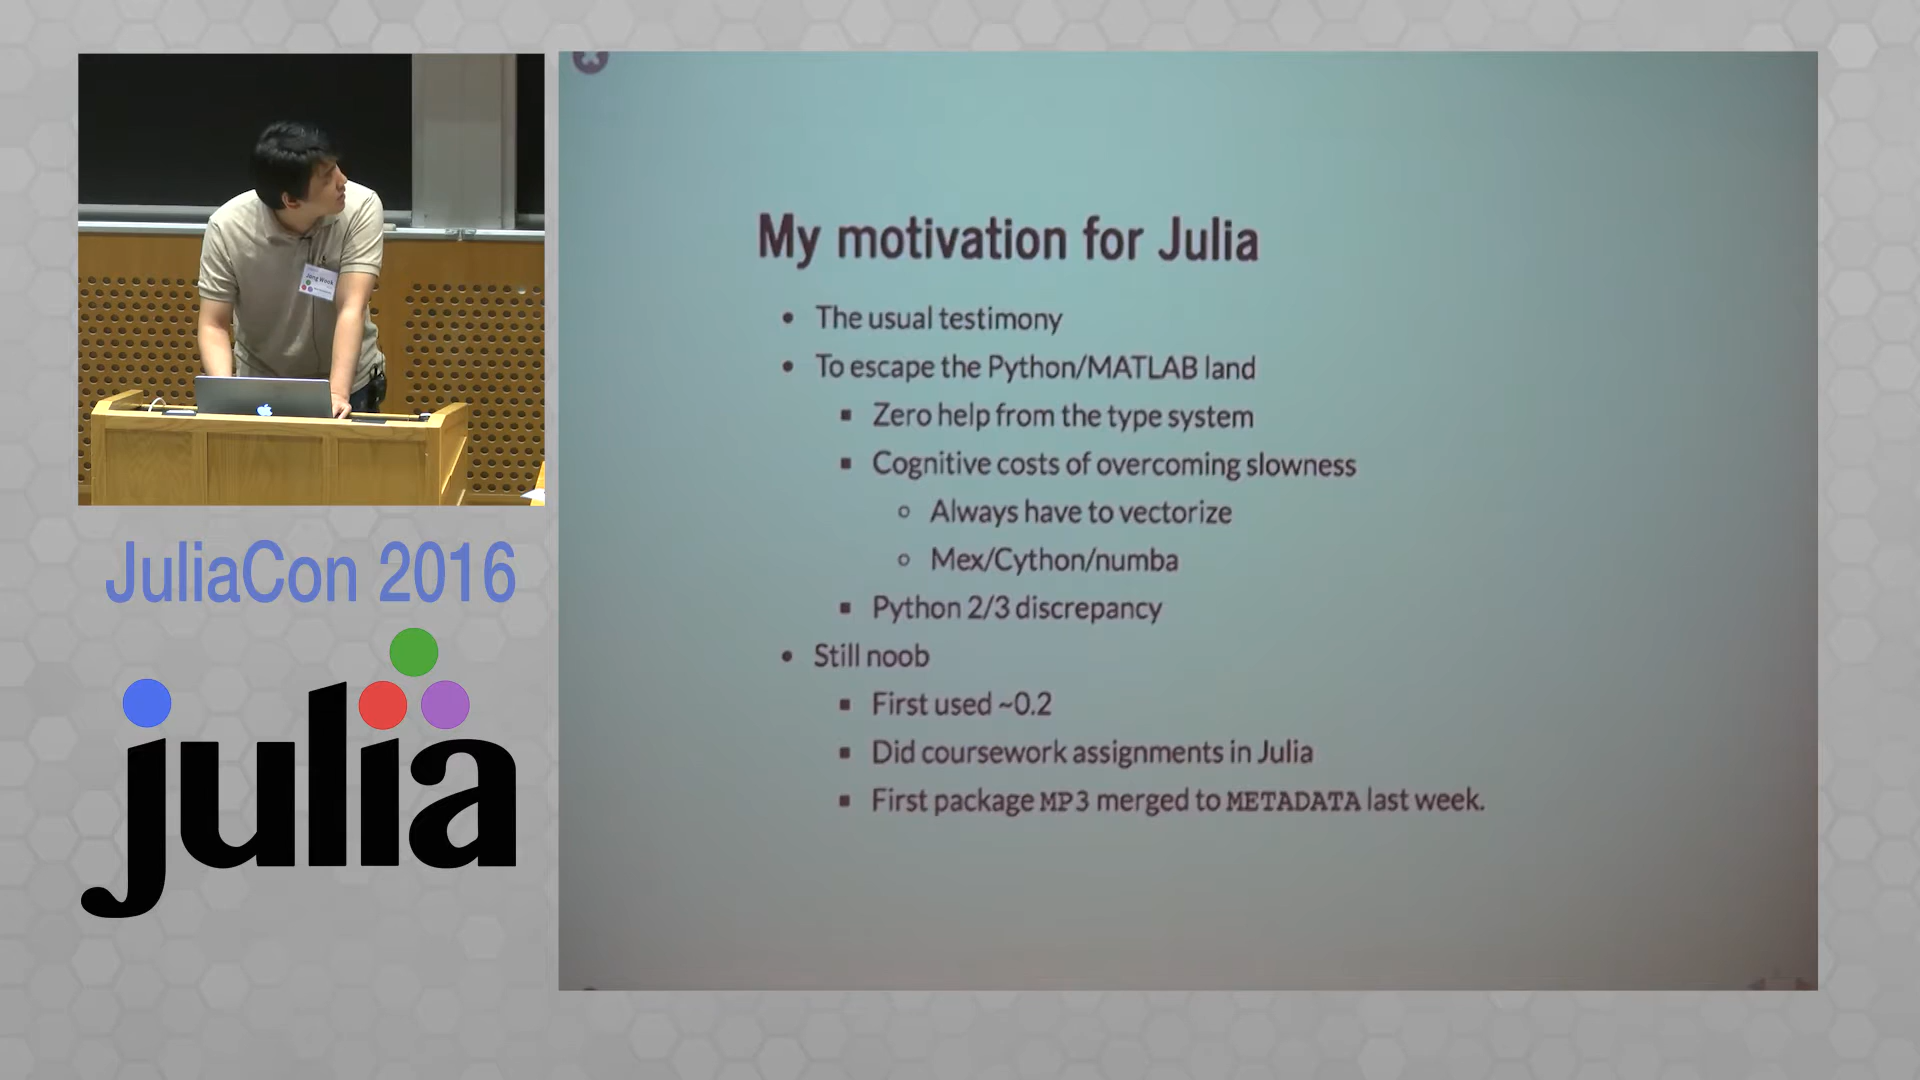 Jong Wook
JuliaCon 2016
julia
My motivation for Julia
• The usual testimony
• To escape the Python/MATLAB land
▪ Zero help from the type system
▪ Cognitive costs of overcoming slowness
○ Always have to vectorize
○ Mex/Cython/numba
▪ Python 2/3 discrepancy
• Still noob
▪ First used ~0.2
▪ Did coursework assignments in Julia
▪ First package MP3 merged to METADATA last week.